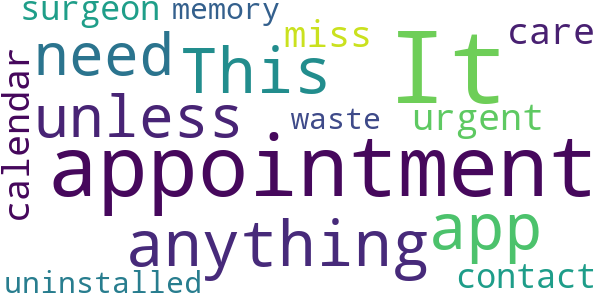 surgeon memory
miss care
need This It
calendar
unless waste urgent
appointment
anything app
uninstalled contact